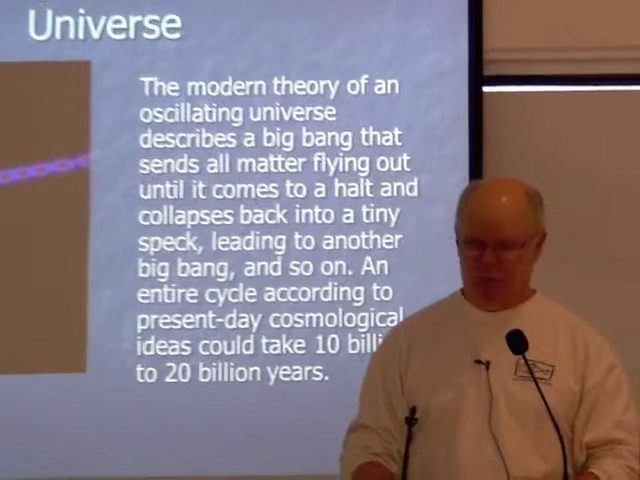 Universe
The modern theory of an
oscillating universe
describes a big bang that
sends all matter flying out
until it comes to a halt and
collapses back into a tiny
speck, leading to another
big bang, and so on. An
entire cycle according to
present-day cosmological
ideas could take 10
to 20 billion years.